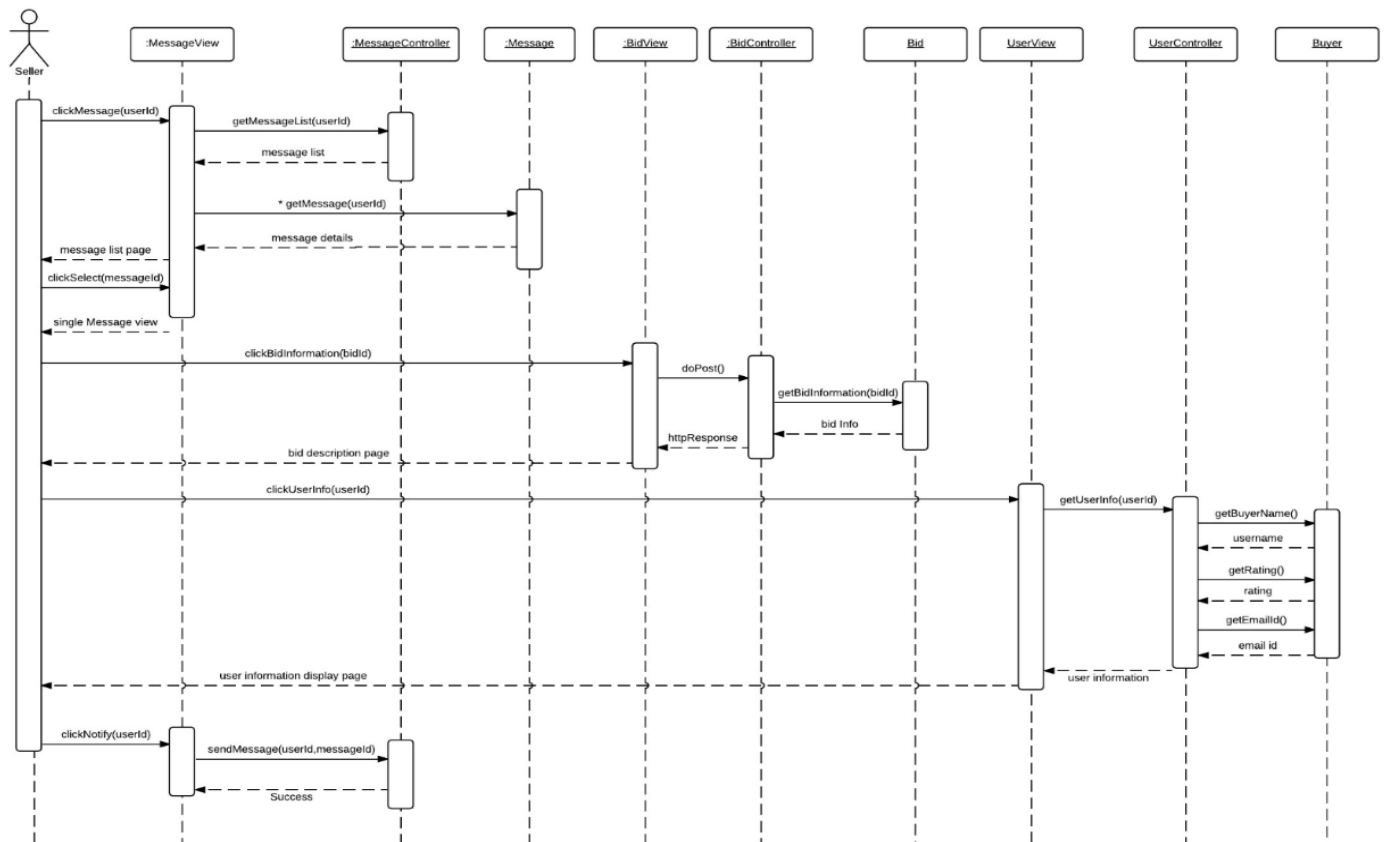 :MessageView
:MessageController
:Message
:BidView
:BidController
Bid
UserView
UserController
Buyer
Seller
clickMessage(userId)
getMessageList(userId)
message list
* getMessage(userId)
message details
message list page
clickSelect(messageId)
single Message view
clickBidInformation(bidId)
doPost()
getBidInformation(bidId)
bid Info
httpResponse
bid description page
clickUserInfo(userId)
getUserInfo(userId)
getBuyerName()
username
getRating()
rating
getEmailId()
email id
user information
user information display page
clickNotify(userId)
sendMessage(userId,messageId)
Success